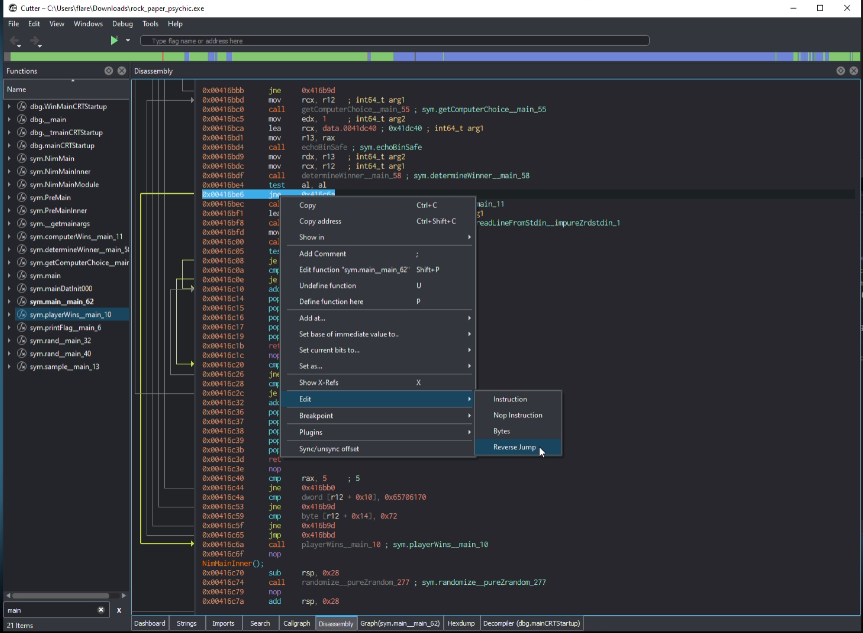 Cutter - C:\Users\flare\Downloads\rock_paper_psychic.exe
File Edit View Windows Debug Tools Help
Type flag name or address here
Functions
Disassembly
Name
dbg.WinMainCRTStartup
dbg.__main
dbg.__tmainCRTStartup
dbg.mainCRTStartup
sym.NimMain
sym.NimMainInner
sym.NimMainModule
sym.PreMain
sym.PreMainInner
sym.__getmainargs
sym.computerWins__main_11
sym.determineWinner__main_58
sym.getComputerChoice__main
sym.main
sym.mainDatInit000
sym.main__main_62
sym.playerWins__main_10
sym.printFlag__main_6
sym.rand__main_32
sym.rand__main_40
sym.sample__main_13
main
x
21 Items
0x00416bbb jne 0x416b9d
0x00416bbd mov rcx, r12 ; int64_t arg1
0x00416bc0 call getComputerChoice__main_55 ; sym.getComputerChoice__main_55
0x00416bc5 mov edx, 1 ; int64_t arg2
0x00416bca lea rcx, data.0041dc40 ; 0x41dc40 ; int64_t arg1
0x00416bd1 mov r13, rax
0x00416bd4 call echoBinSafe ; sym.echoBinSafe
0x00416bd9 mov rdx, r13 ; int64_t arg2
0x00416bdc mov rcx, r12 ; int64_t arg1
0x00416bdf call determineWinner__main_58 ; sym.determineWinner__main_58
0x00416be4 test al, al
0x00416be6 jne 0x416c6a
0x00416bec cal main_11
0x00416bf1 lea g1
0x00416bf8 cal readLineFromStdin__impureZrdstdin_1
0x00416bfd mov
0x00416c00 cal
0x00416c05 tes
0x00416c08 je
0x00416c0a cmp
0x00416c0e je
0x00416c10 add
0x00416c14 pop
0x00416c15 pop
0x00416c16 pop
0x00416c17 pop
0x00416c19 pop
0x00416c1b ret
0x00416c1c nop
0x00416c20 cmp
0x00416c26 jne
0x00416c28 cmp
0x00416c2c je
0x00416c32 add
0x00416c36 pop
0x00416c37 pop
0x00416c38 pop
0x00416c39 pop
0x00416c3b pop
0x00416c3d ret
0x00416c3e nop
0x00416c40 cmp rax, 5 ; 5
0x00416c44 jne 0x416bb0
0x00416c4a cmp dword [r12 + 0x10], 0x65706170
0x00416c53 jne 0x416b9d
0x00416c59 cmp byte [r12 + 0x14], 0x72
0x00416c5f jne 0x416b9d
0x00416c65 jmp 0x416bbd
0x00416c6a call playerWins__main_10 ; sym.playerWins__main_10
0x00416c6f nop
NimMainInner();
0x00416c70 sub rsp, 0x28
0x00416c74 call randomize__pureZrandom_277 ; sym.randomize__pureZrandom_277
0x00416c79 nop
0x00416c7a add rsp, 0x28
Copy Ctrl+C
Copy address Ctrl+Shift+C
Show in
Add Comment ;
Edit function "sym.main__main_62" Shift+P
Undefine function U
Define function here P
Add at...
Set base of immediate value to..
Set current bits to...
Set as...
Show X-Refs X
Edit
Breakpoint
Plugins
Sync/unsync offset
Instruction
Nop Instruction
Bytes
Reverse Jump
Dashboard Strings Imports Search Callgraph Disassembly Graph(sym.main__main_62) Hexdump Decompiler (dbg.mainCRTStartup)